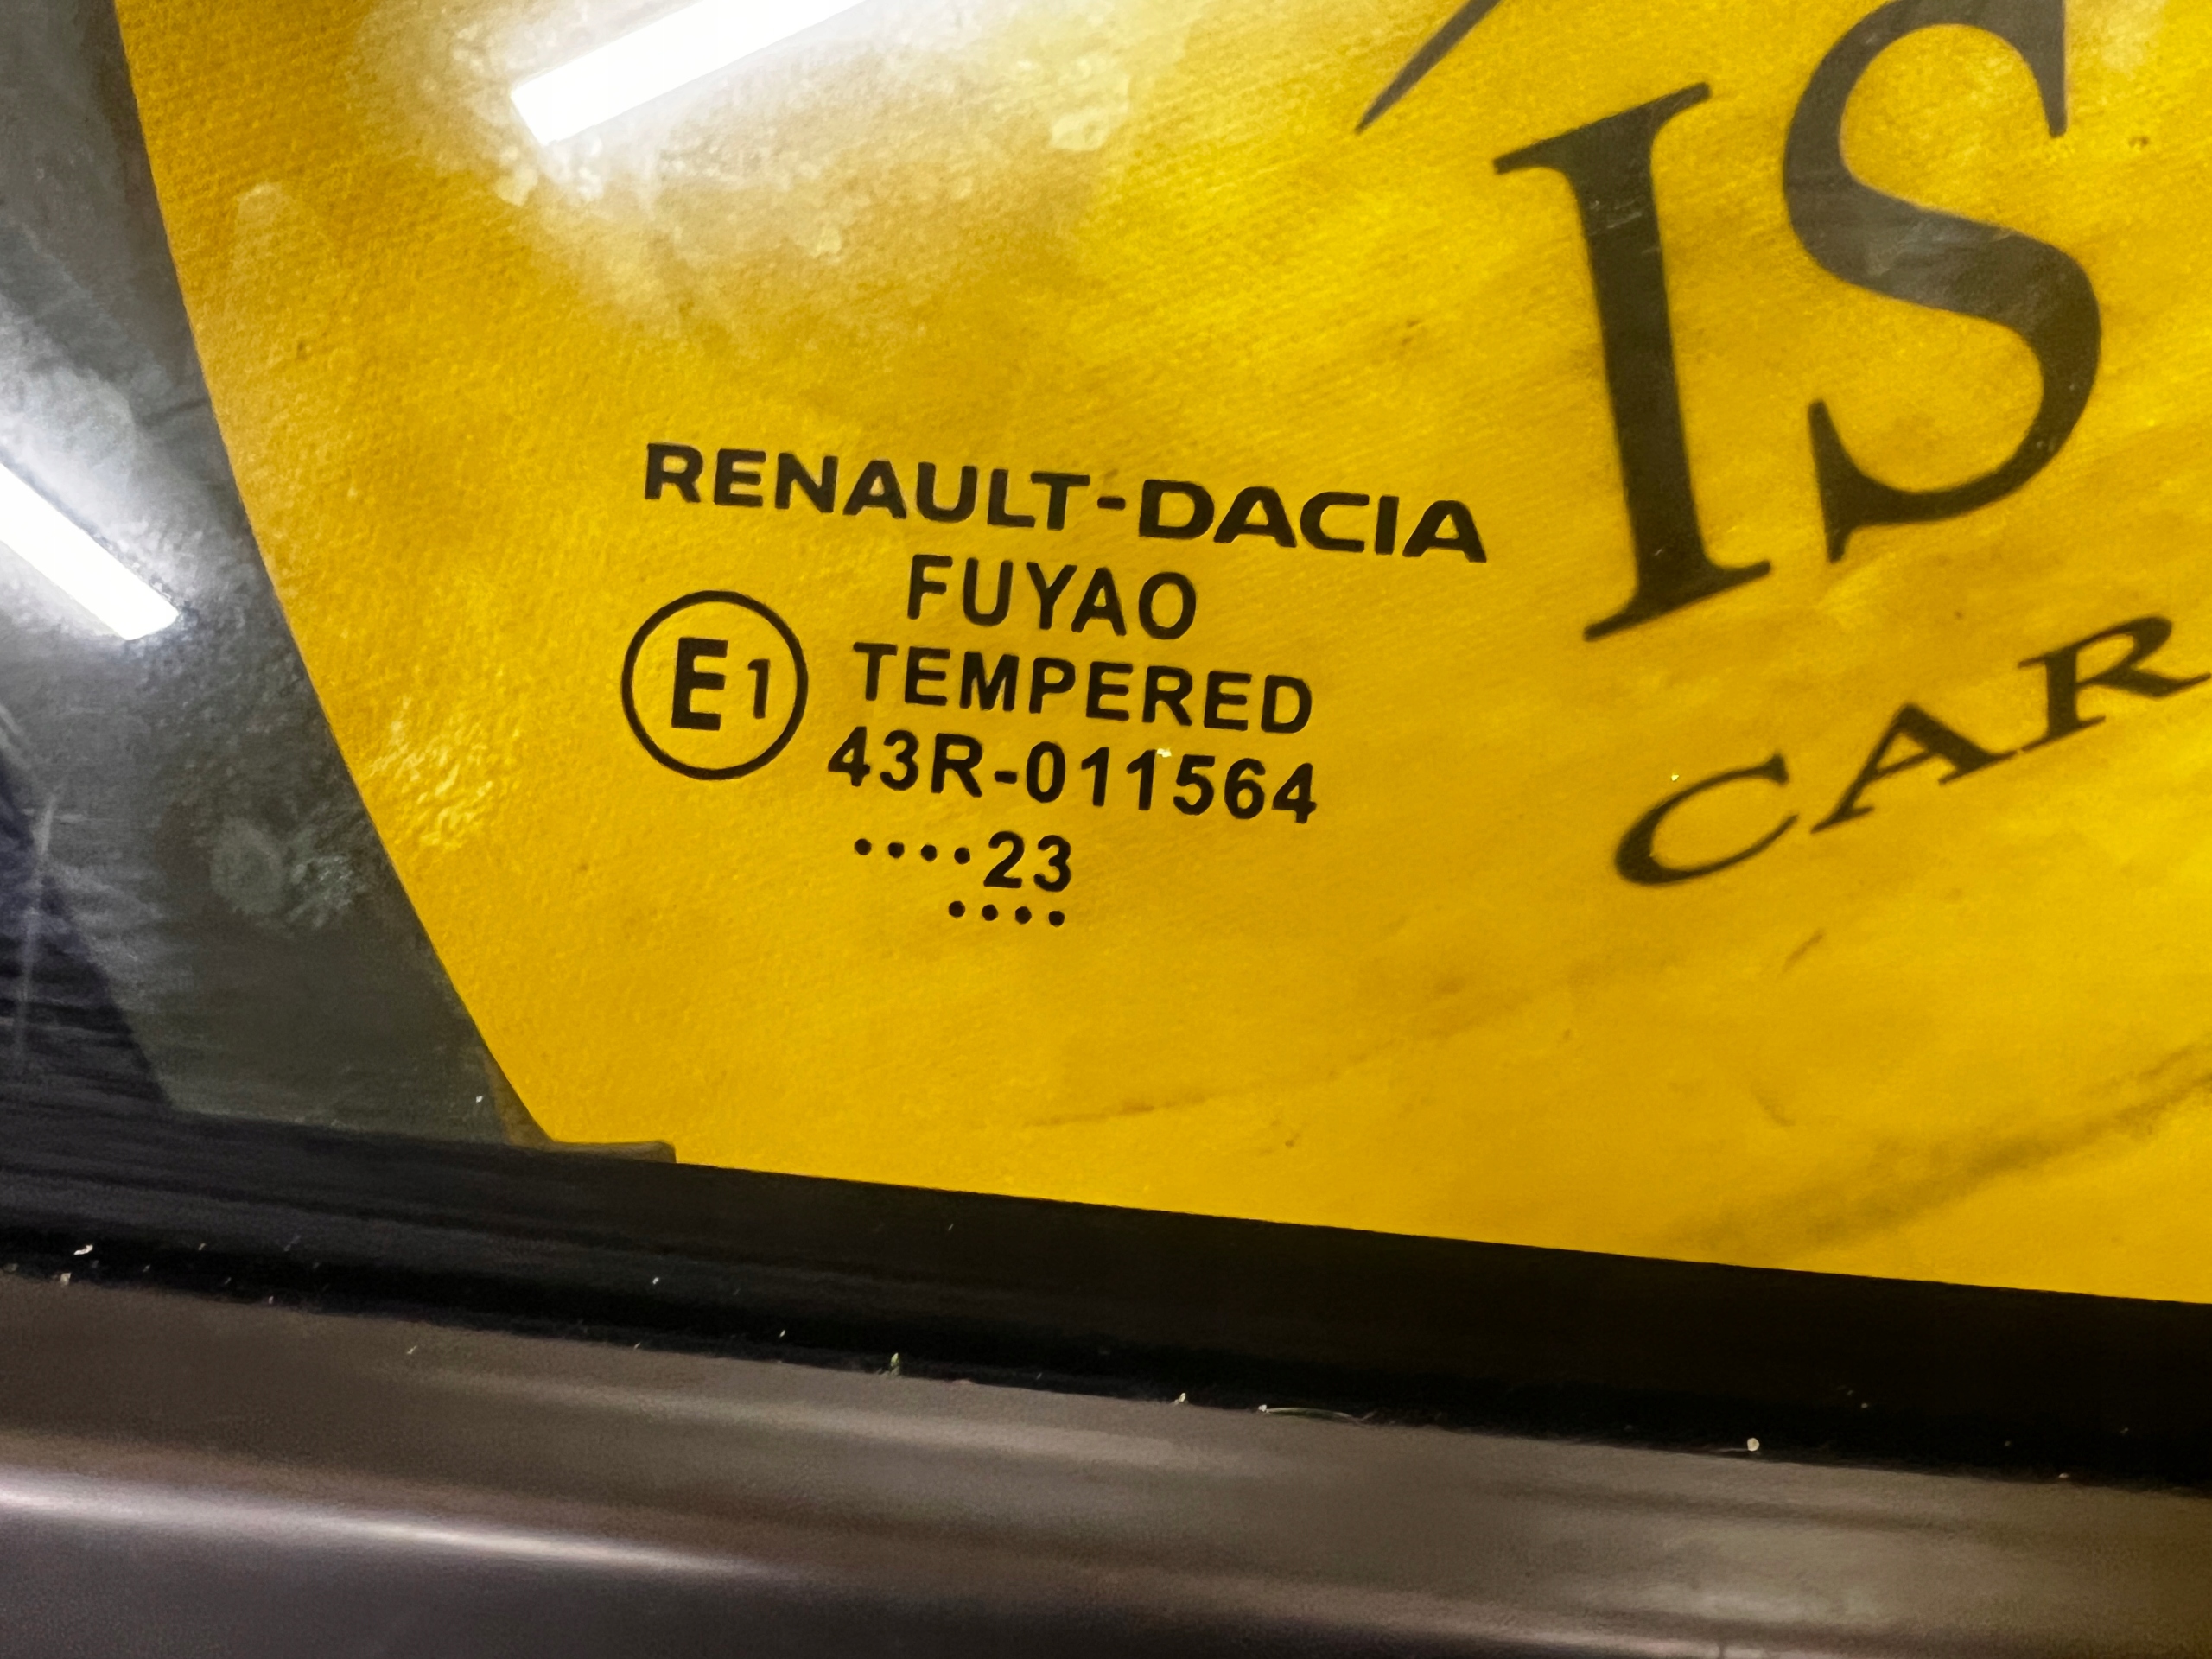 IS
CAR
RENAULT-DACIA
FUYAO
E1
TEMPERED
43R-011564
....23
....